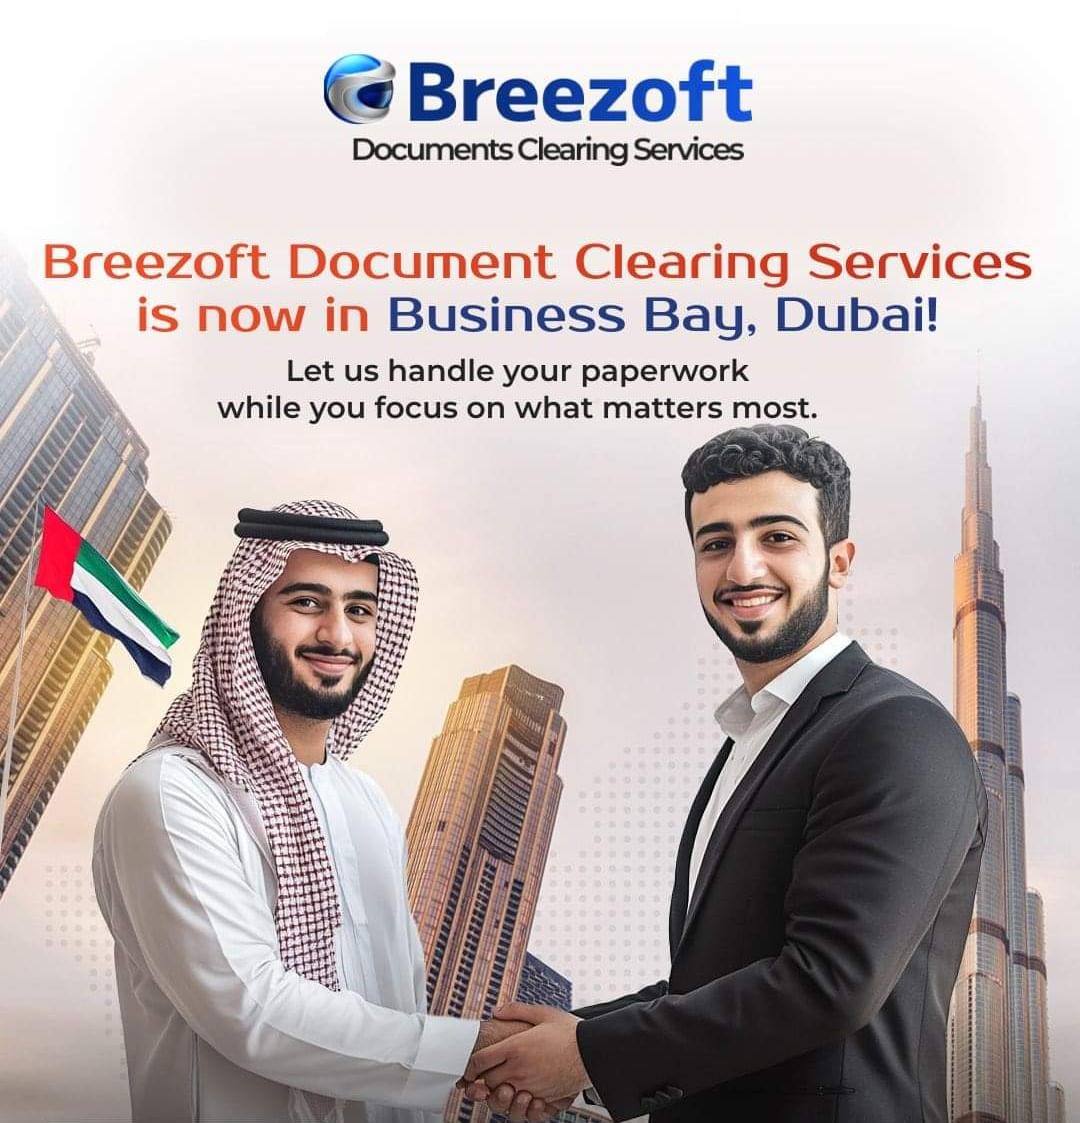 Breezoft
Documents Clearing Services
Breezoft Document Clearing Services
is now in Business Bay, Dubai!
Let us handle your paperwork
while you focus on what matters most.